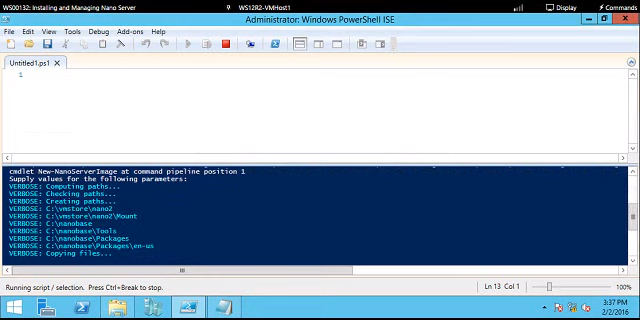 WS00132: Installing and Managing Nano Server
WS12R2-VMHost1
Display
Commands
Administrator: Windows PowerShell ISE
File Edit View Tools Debug Add-ons Help
Untitled1.ps1 X
1
cmdlet New-NanoServerImage at command pipeline position 1
Supply values for the following parameters:
VERBOSE: Computing paths...
VERBOSE: Checking paths...
VERBOSE: Creating paths...
VERBOSE: C:\vmstore\nano2
VERBOSE: C:\vmstore\nano2\Mount
VERBOSE: C:\nanobase
VERBOSE: C:\nanobase\Tools
VERBOSE: C:\nanobase\Packages
VERBOSE: C:\nanobase\Packages\en-us
VERBOSE: Copying files...
Running script / selection. Press Ctrl+Break to stop.
Ln 13 Col 1
100%
3:37 PM
2/2/2016